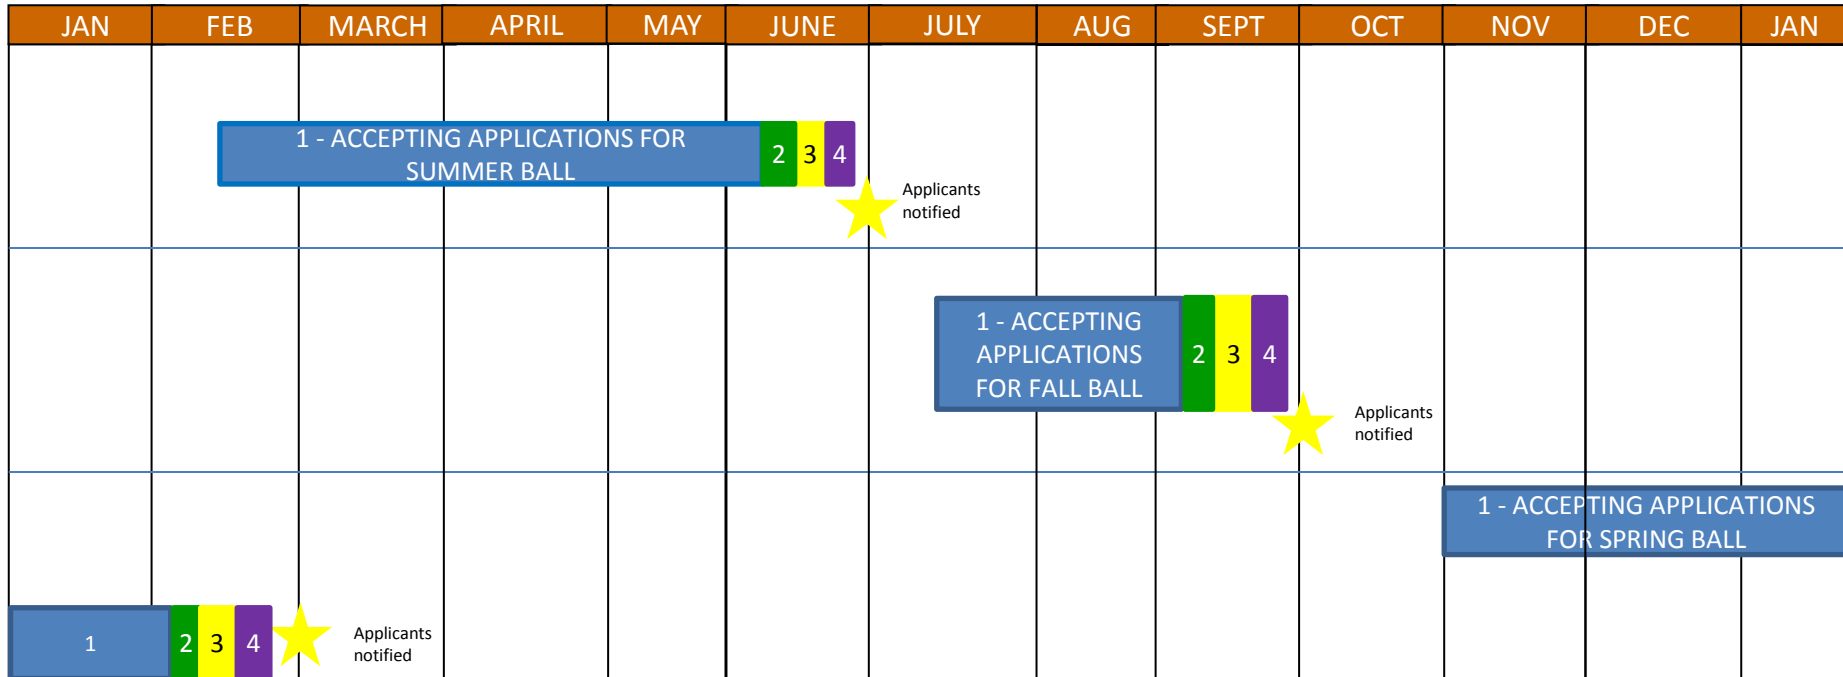 JAN FEB MARCH APRIL MAY JUNE JULY AUG SEPT OCT NOV DEC JAN
1 - ACCEPTING APPLICATIONS FOR
SUMMER BALL
2 3 4
Applicants
notified
1 - ACCEPTING
APPLICATIONS
FOR FALL BALL
2 3 4
Applicants
notified
1 - ACCEPTING APPLICATIONS
FOR SPRING BALL
1 2 3 4
Applicants
notified